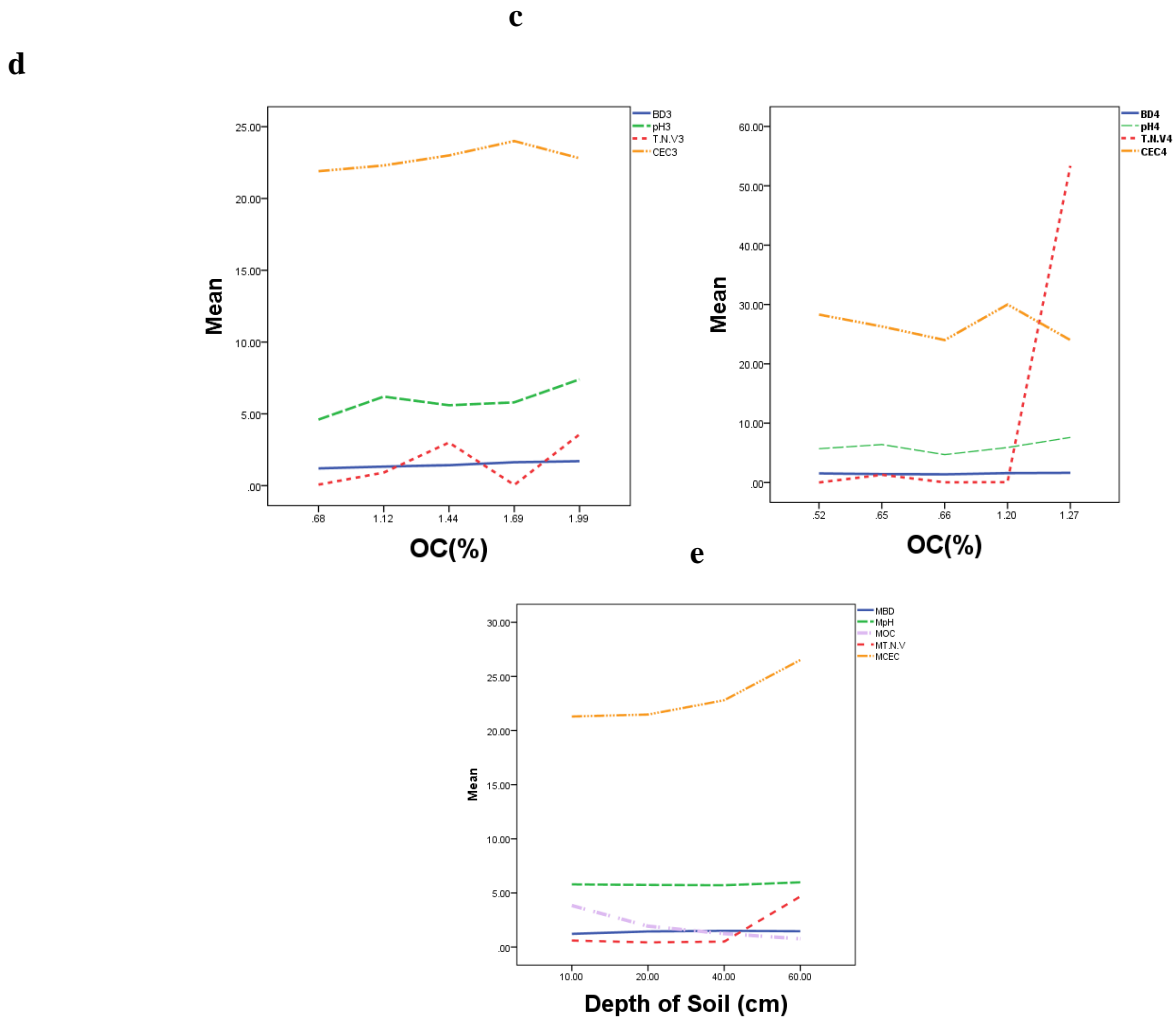 c
d
25.00
20.00
15.00
10.00
5.00
.00
Mean
.68
1.12
1.44
1.69
1.99
OC(%)
BD3
pH3
T.N.V3
CEC3
60.00
50.00
40.00
30.00
20.00
10.00
.00
Mean
.52
.65
.66
1.20
1.27
OC(%)
BD4
pH4
T.N.V4
CEC4
e
30.00
25.00
20.00
15.00
10.00
5.00
.00
Mean
10.00
20.00
40.00
60.00
Depth of Soil (cm)
MBD
MpH
MOC
MT.N.V
MCEC